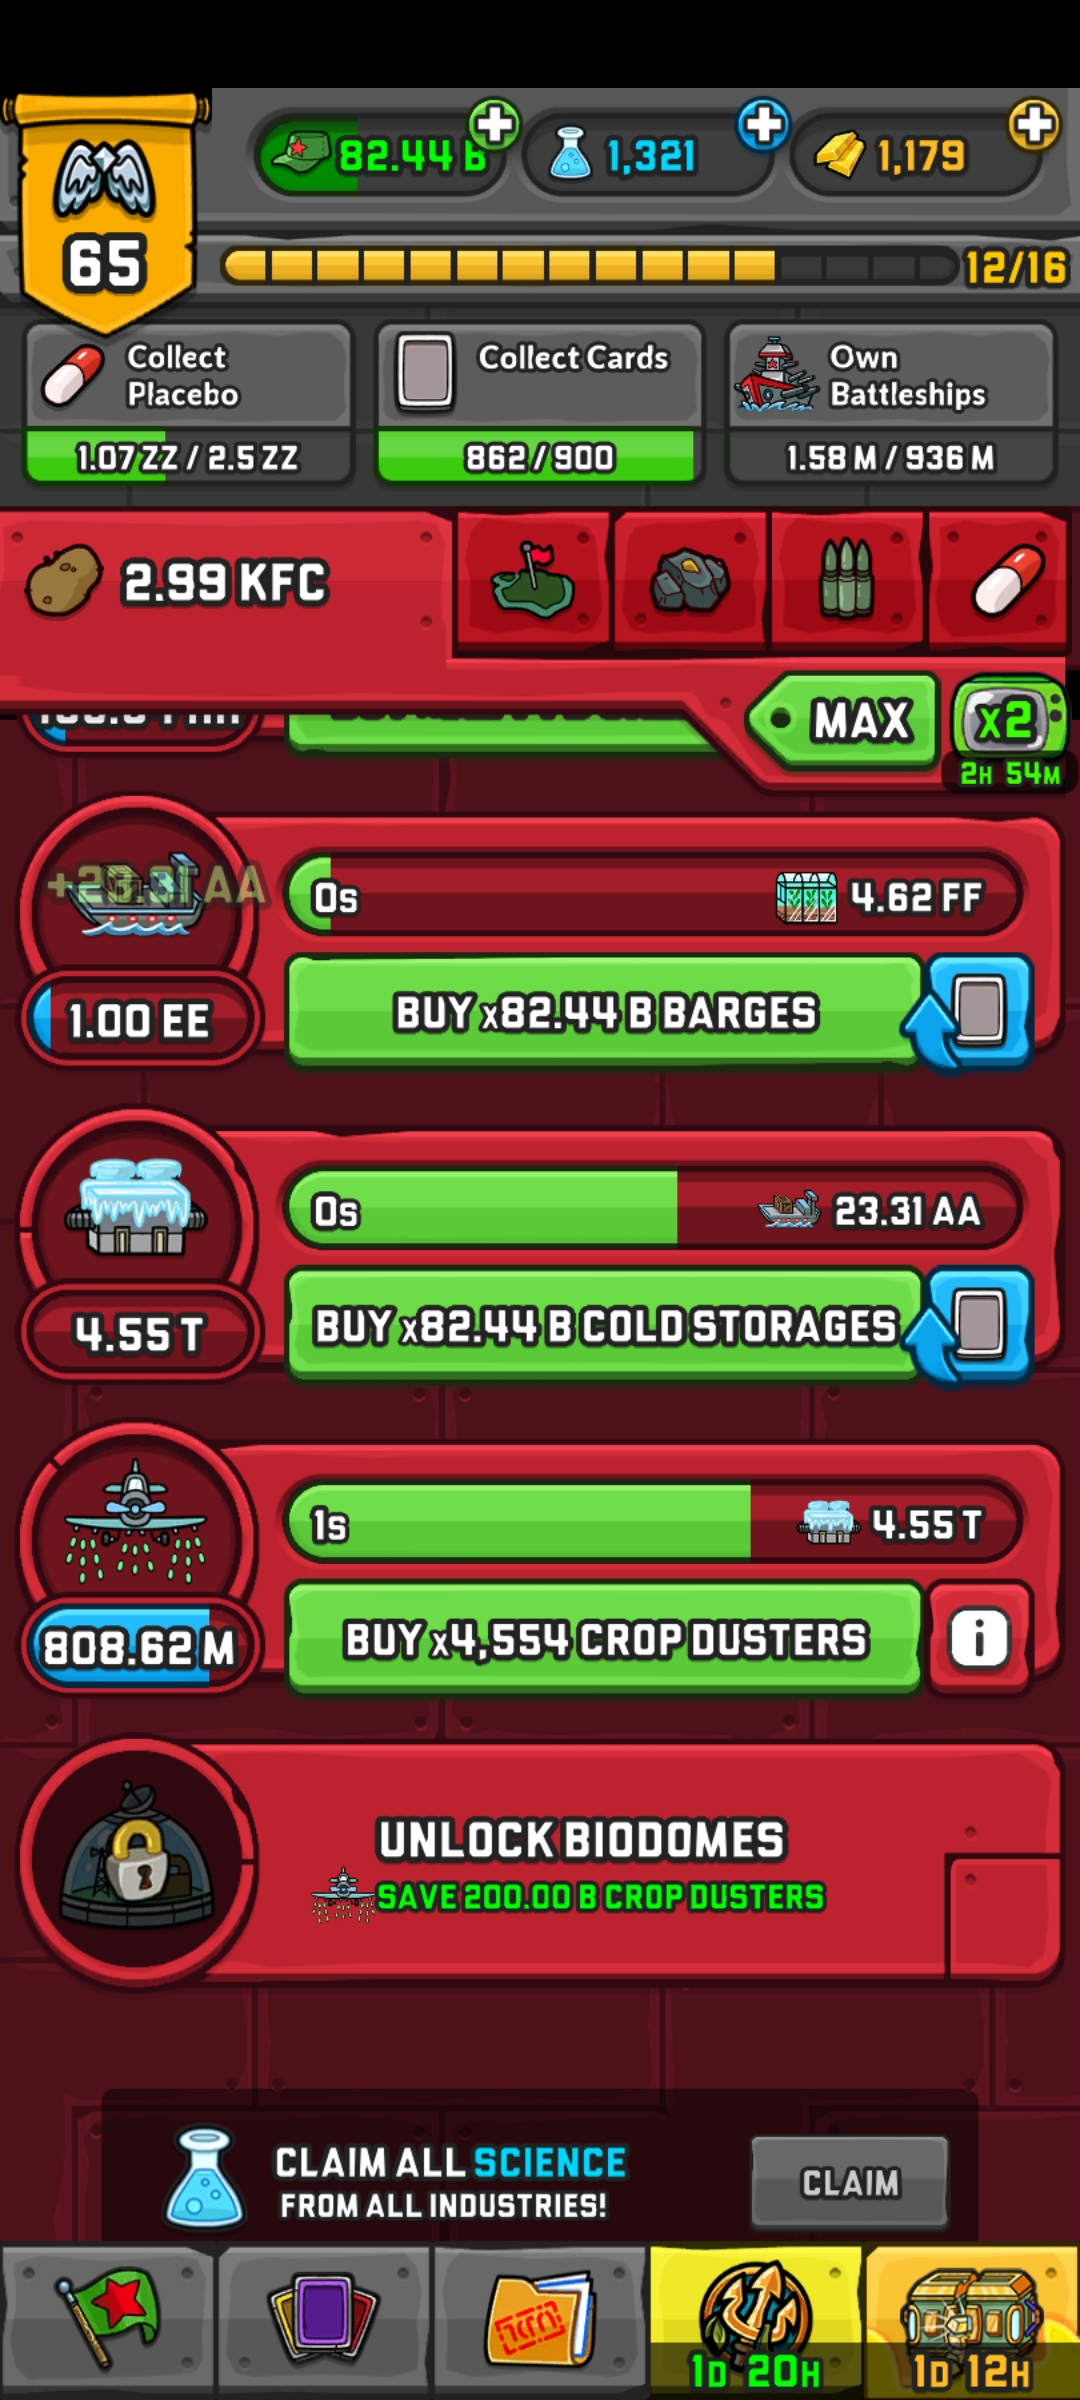 65
82.44 B
1,321
1,179
12/16
Collect
Placebo
1.07 ZZ / 2.5 ZZ
Collect Cards
862/900
Own
Battleships
1.58 M / 936 M
2.99 KFC
MAX
x2
2H 54M
0s
4.62 FF
1.00 EE
BUY x82.44 B BARGES
0s
23.31 AA
4.55 T
BUY x82.44 B COLD STORAGES
1s
4.55 T
808.62 M
BUY x4,554 CROP DUSTERS
i
UNLOCK BIODOMES
SAVE 200.00 B CROP DUSTERS
CLAIM ALL SCIENCE
FROM ALL INDUSTRIES!
CLAIM
1D 20H
1D 12H